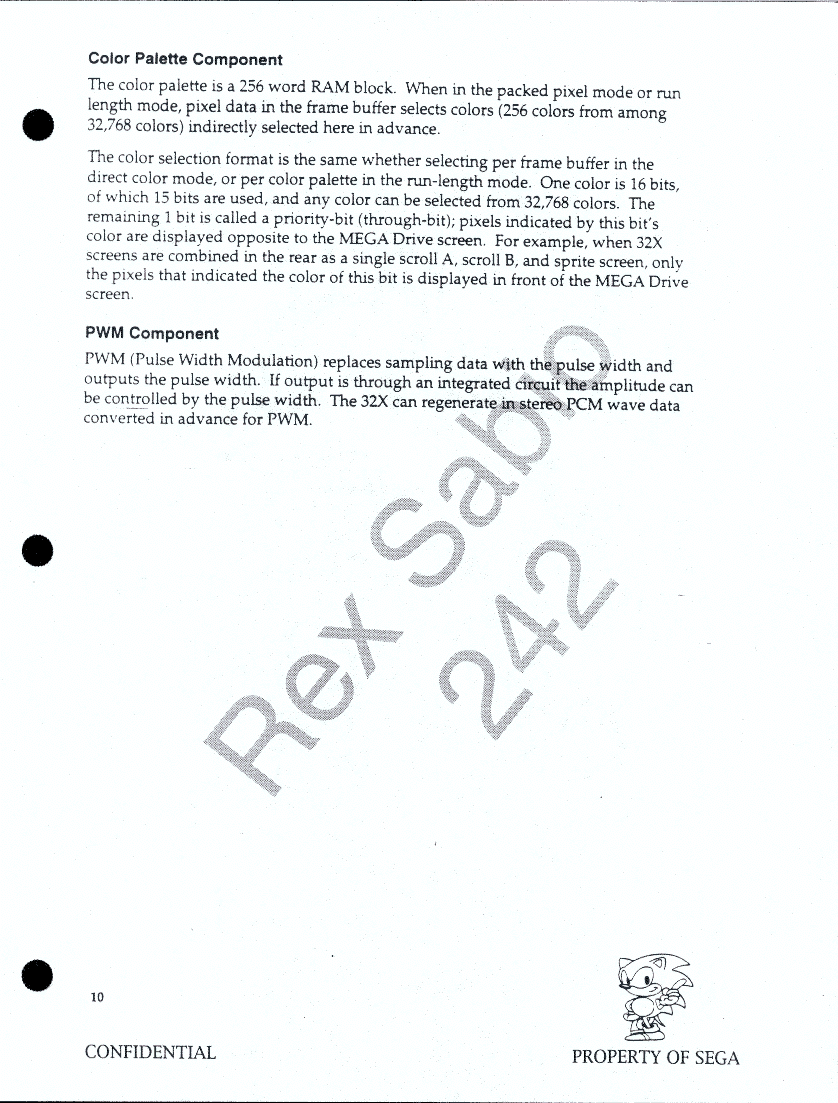 Color Palette Component
The color palette is a 256 word RAM block. When in the packed pixel mode or run
length mode, pixel data in the frame buffer selects colors (256 colors from among
32,768 colors) indirectly selected here in advance.
The color selection format is the same whether selecting per frame buffer in the
direct color mode, or per color palette in the run-length mode. One color is 16 bits,
of which 15 bits are used, and any color can be selected from 32,768 colors. The
remaining 1 bit is called a priority-bit (through-bit); pixels indicated by this bit's
color are displayed opposite to the MEGA Drive screen. For example, when 32X
screens are combined in the rear as a single scroll A, scroll B, and sprite screen, only
the pixels that indicated the color of this bit is displayed in front of the MEGA Drive
screen.
PWM Component
PWM (Pulse Width Modulation) replaces sampling data with the pulse width and
outputs the pulse width. If output is through an integrated circuit the amplitude can
be controlled by the pulse width. The 32X can regenerate in stereo PCM wave data
converted in advance for PWM.
Rex Sabio
242
10
CONFIDENTIAL
PROPERTY OF SEGA